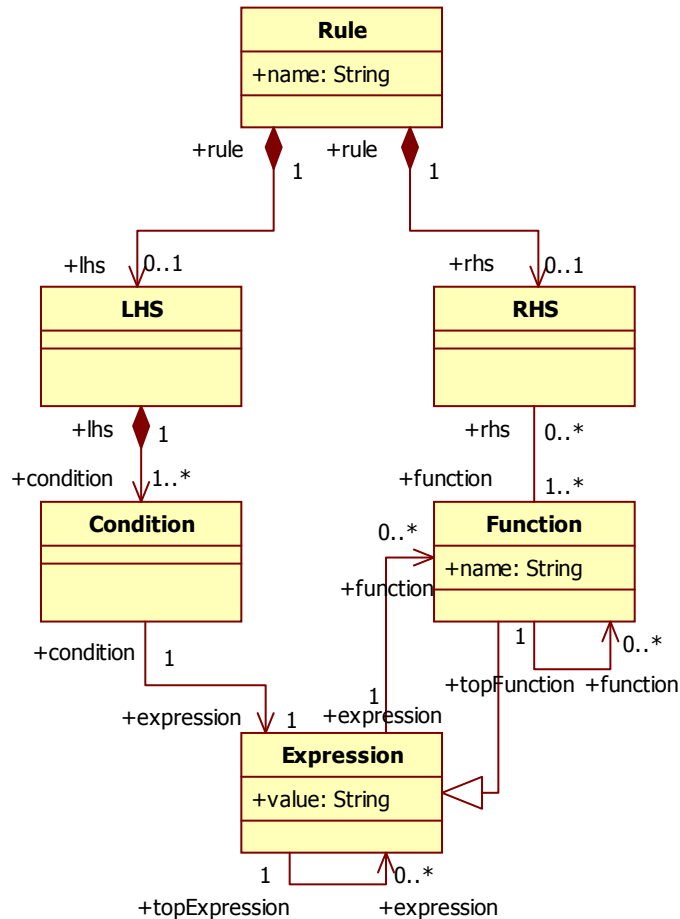 Rule
+name: String
+rule
+rule
1
1
+lhs
0..1
+rhs
0..1
LHS
RHS
+lhs
1
+rhs
0..*
+condition
1..*
+function
1..*
Condition
Function
0..*
+name: String
+function
+condition
1
1
0..*
+topFunction
+function
+expression
1
1
+expression
Expression
+value: String
1
0..*
+topExpression
+expression